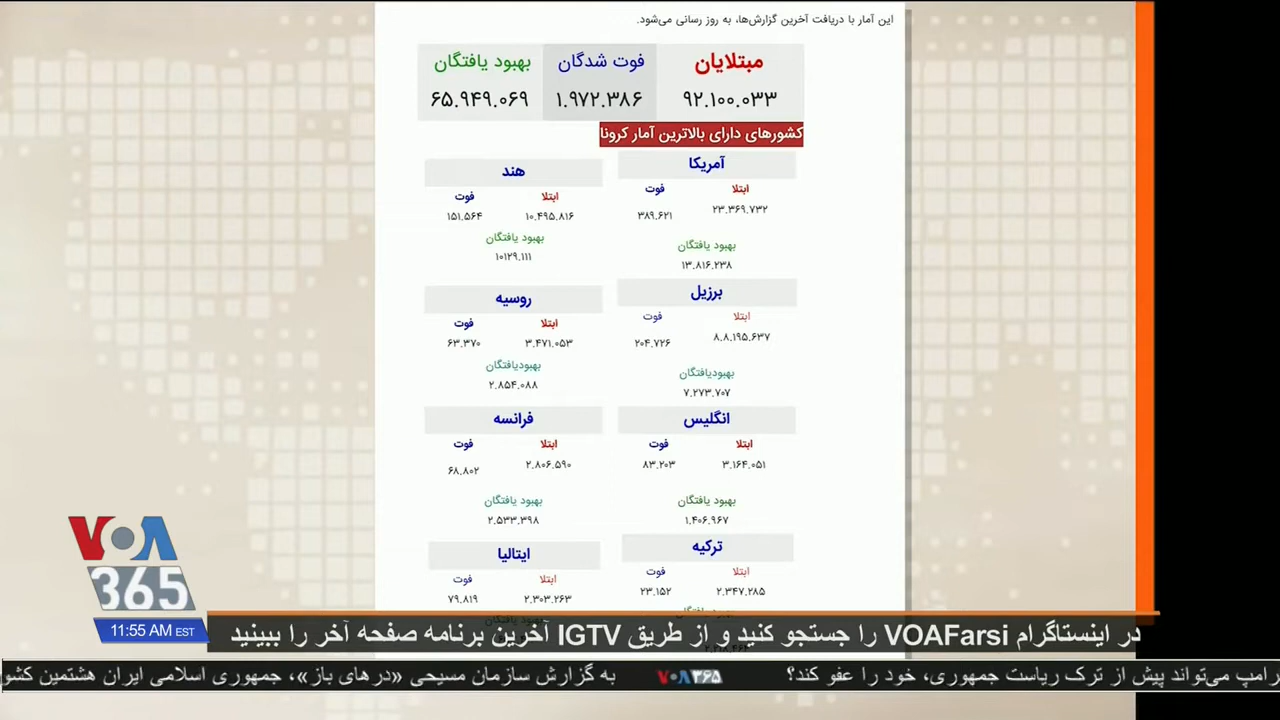 این آمار با دریافت آخرین گزارش‌ها، به روز رسانی می‌شود.
مبتلایان فوت شدگان بهبود یافتگان
۹۲.۱۰۰.۰۳۳ ۱.۹۷۲.۳۸۶ ۶۵.۹۴۹.۰۶۹
کشورهای دارای بالاترین آمار کرونا
آمریکا
ابتلا فوت
۲۳.۳۶۹.۷۳۲ ۳۸۹.۶۲۱
بهبود یافتگان
۱۳.۸۱۶.۲۳۸
هند
ابتلا فوت
۱۰.۴۹۵.۸۱۶ ۱۵۱.۵۶۴
بهبود یافتگان
۱۰۱۲۹.۱۱۱
برزیل
ابتلا فوت
۸.۸.۱۹۵.۶۳۷ ۲۰۴.۷۲۶
بهبودیافتگان
۷.۲۷۳.۷۰۷
روسیه
ابتلا فوت
۳.۴۷۱.۰۵۳ ۶۳.۳۷۰
بهبودیافتگان
۲.۸۵۴.۰۸۸
انگلیس
ابتلا فوت
۳.۱۶۴.۰۵۱ ۸۳.۲۰۳
بهبود یافتگان
۱.۴۰۶.۹۶۷
فرانسه
ابتلا فوت
۲.۸۰۶.۵۹۰ ۶۸.۸۰۲
بهبود یافتگان
۲.۵۳۳.۳۹۸
ترکیه
ابتلا فوت
۲.۳۴۷.۲۸۵ ۲۳.۱۵۲
ایتالیا
ابتلا فوت
۲.۳۰۳.۲۶۳ ۷۹.۸۱۹
VOA
365
11:55 AM EST
در اینستاگرام VOAFarsi را جستجو کنید و از طریق IGTV آخرین برنامه صفحه آخر را ببینید
رامپ می‌تواند پیش از ترک ریاست جمهوری، خود را عفو کند؟ VOA۳۶۵ به گزارش سازمان مسیحی «درهای باز»، جمهوری اسلامی ایران هشتمین کشو